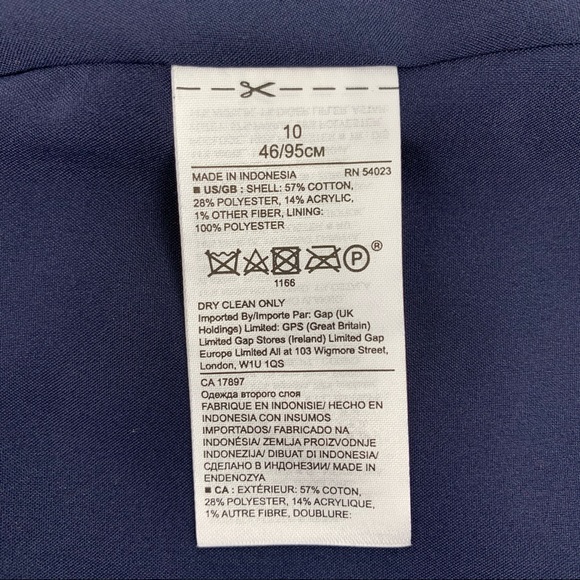 10
46/95CM
MADE IN INDONESIA RN 54023
■ US/GB : SHELL: 57% COTTON,
28% POLYESTER, 14% ACRYLIC,
1% OTHER FIBER, LINING:
100% POLYESTER
P ®
1166
DRY CLEAN ONLY
Imported By/Importe Par: Gap (UK
Holdings) Limited: GPS (Great Britain)
Limited Gap Stores (Ireland) Limited Gap
Europe Limited All at 103 Wigmore Street,
London, W1U 1QS
CA 17897
Одежда второго слоя
FABRIQUE EN INDONISIE/ HECHO EN
INDONESIA CON INSUMOS
IMPORTADOS/ FABRICADO NA
INDONÉSIA/ ZEMLJA PROIZVODNJE
INDONEZIJA/ DIBUAT DI INDONESIA/
СДЕЛАНО В ИНДОНЕЗИИ/ MADE IN
ENDENOZYA
■ CA : EXTÉRIEUR: 57% COTON,
28% POLYESTER, 14% ACRYLIQUE,
1% AUTRE FIBRE, DOUBLURE: